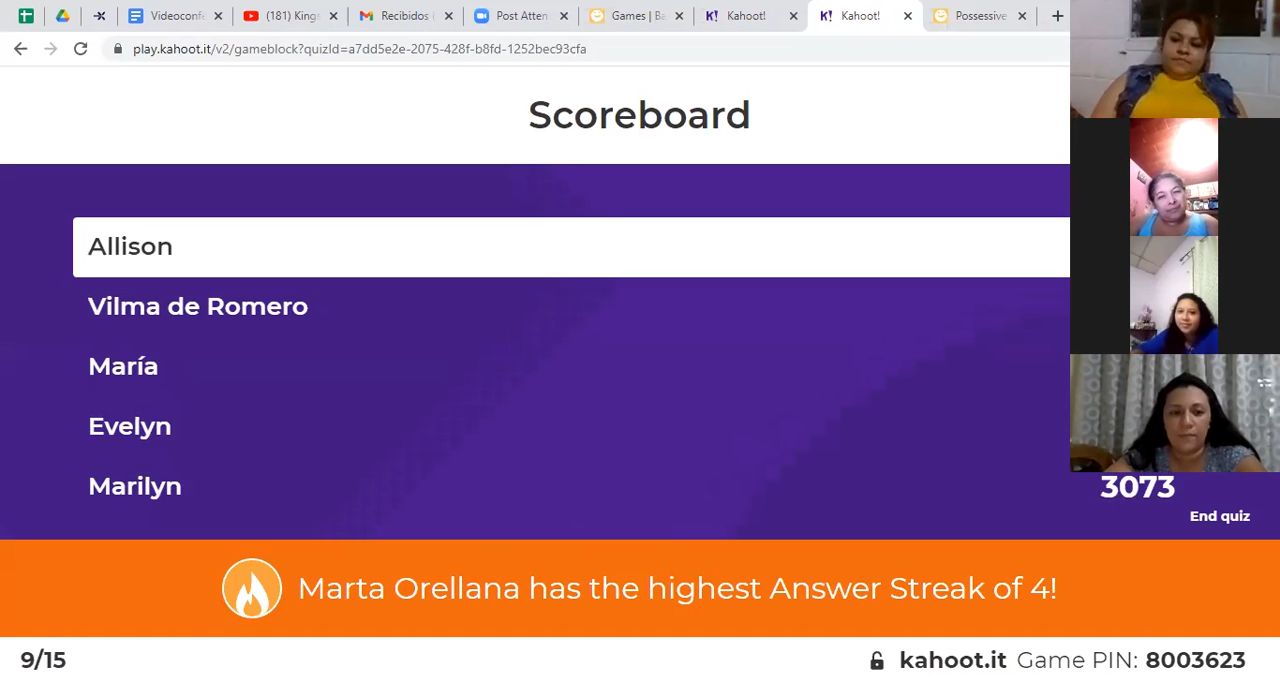 Videoconfe
(181) King
Recibidos
Post Atten
Games | Ba
Kahoot!
Kahoot!
Possessive
play.kahoot.it/v2/gameblock?quizId=a7dd5e2e-2075-428f-b8fd-1252bec93cfa
Scoreboard
Allison
Vilma de Romero
María
Evelyn
Marilyn 3073
End quiz
Marta Orellana has the highest Answer Streak of 4!
9/15 kahoot.it Game PIN: 8003623